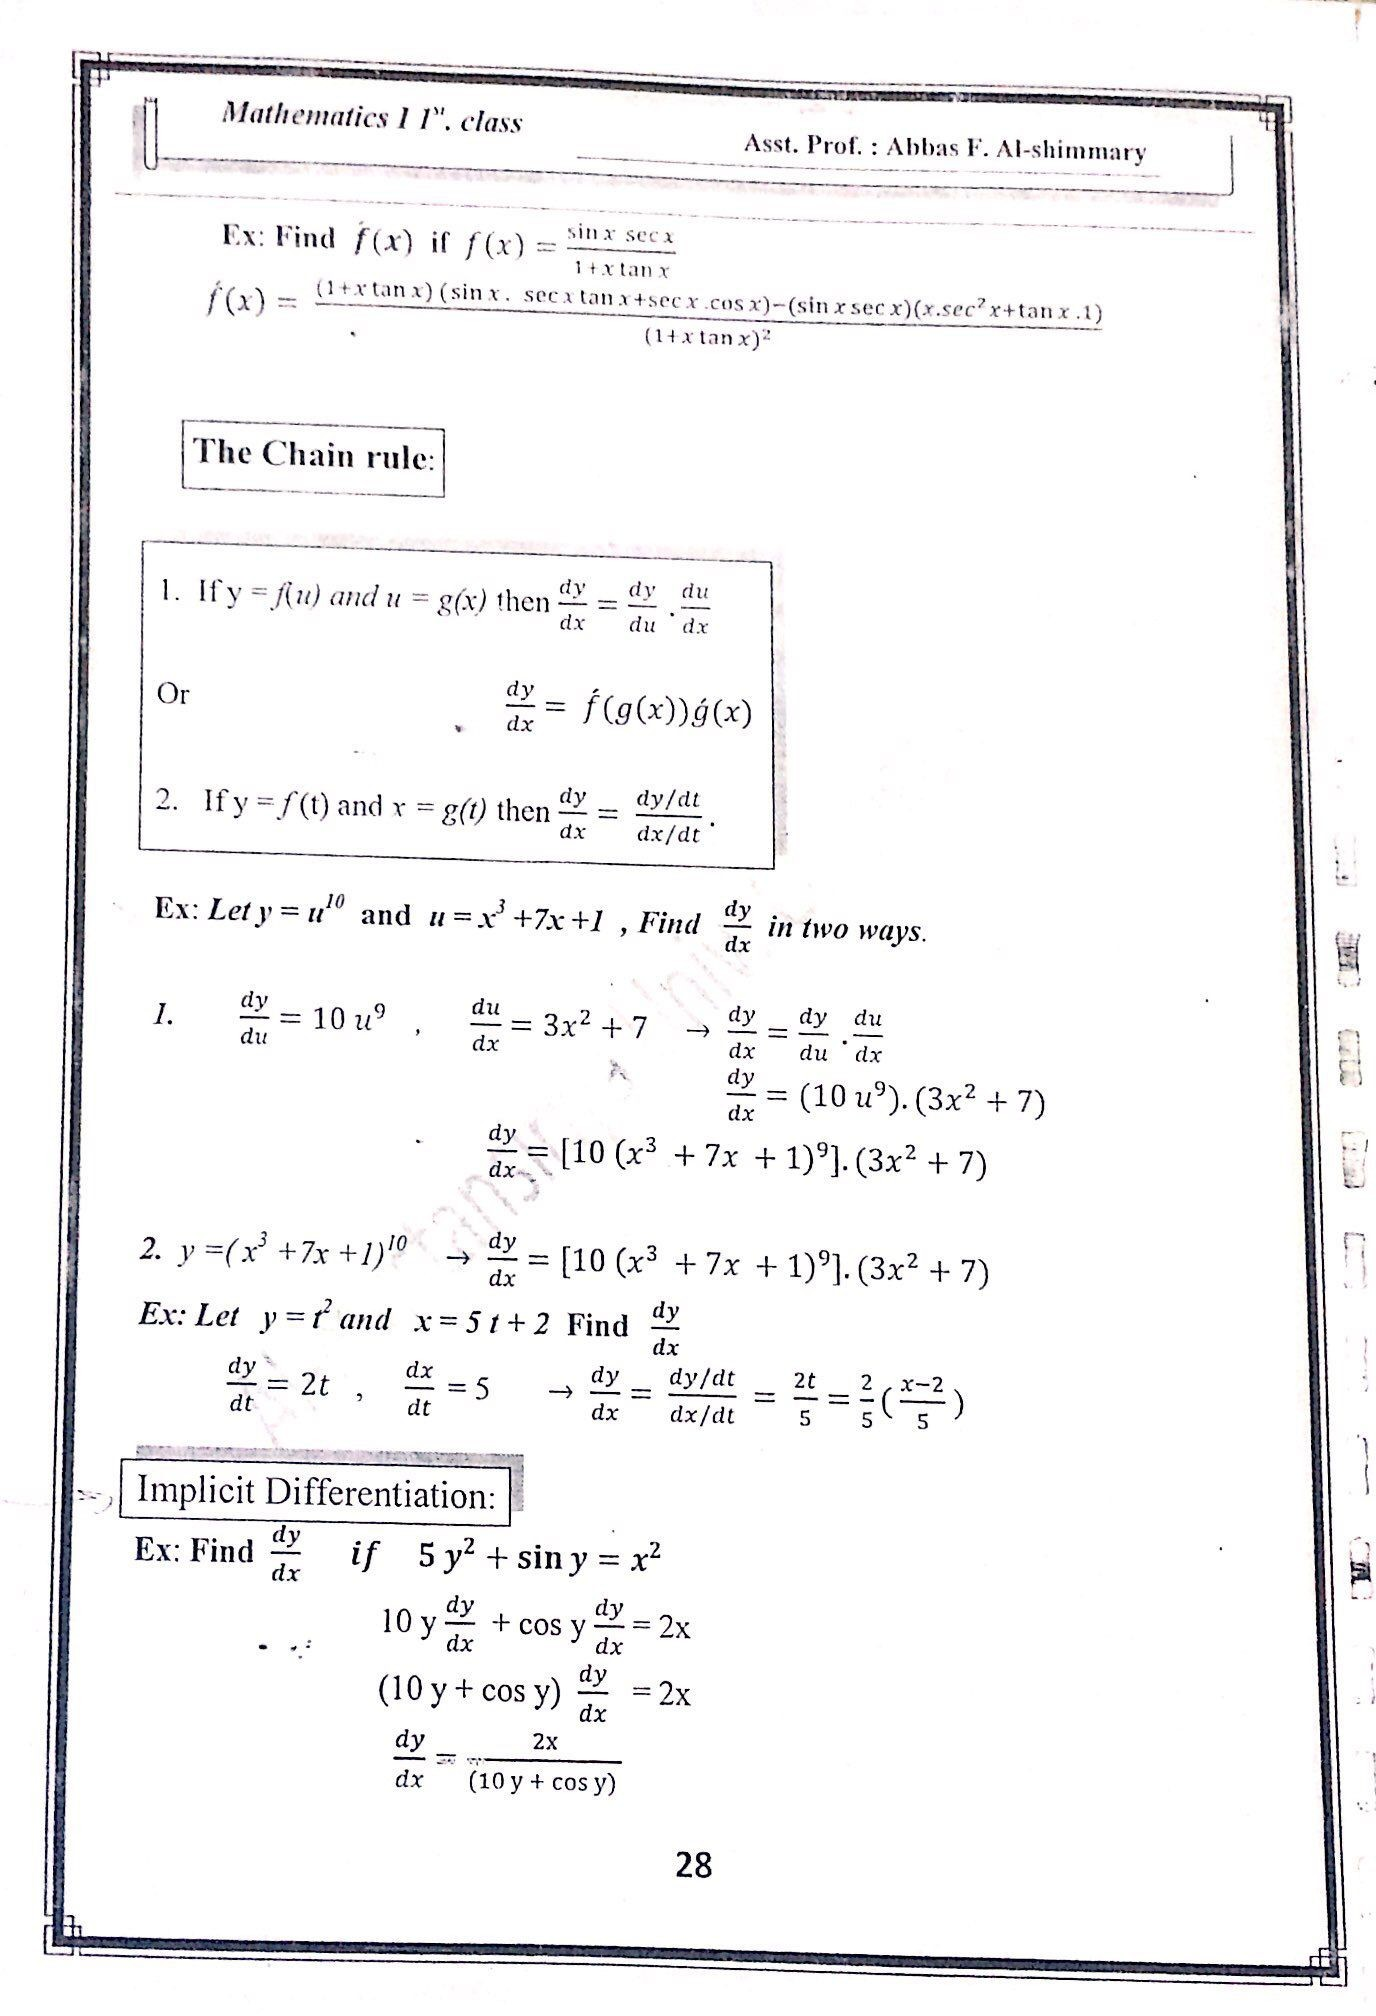 Mathematics 1 1st. class
Asst. Prof. : Abbas F. Al-shimmary
Ex: Find f́(x) if f(x) = (sin x sec x)/(1+x tan x)
f́(x) = ((1+x tan x) (sin x . sec x tan x+sec x .cos x)−(sin x sec x)(x.sec² x+tan x .1))/((1+x tan x)²)
The Chain rule:
1. If y = f(u) and u = g(x) then dy/dx = dy/du . du/dx
Or dy/dx = f́(g(x))ǵ(x)
2. If y = f (t) and x = g(t) then dy/dx = (dy/dt)/(dx/dt) .
Ex: Let y = u¹⁰ and u = x³ +7x +1 , Find dy/dx in two ways.
1. dy/du = 10 u⁹ , du/dx = 3x² + 7 → dy/dx = dy/du . du/dx
dy/dx = (10 u⁹). (3x² + 7)
dy/dx = [10 (x³ + 7x + 1)⁹]. (3x² + 7)
2. y =(x³ +7x +1)¹⁰ → dy/dx = [10 (x³ + 7x + 1)⁹]. (3x² + 7)
Ex: Let y = t² and x = 5 t + 2 Find dy/dx
dy/dt = 2t , dx/dt = 5 → dy/dx = (dy/dt)/(dx/dt) = 2t/5 = 2/5 ((x−2)/5)
Implicit Differentiation:
Ex: Find dy/dx if 5 y² + sin y = x²
10 y dy/dx + cos y dy/dx = 2x
(10 y + cos y) dy/dx = 2x
dy/dx = 2x/(10 y + cos y)
28